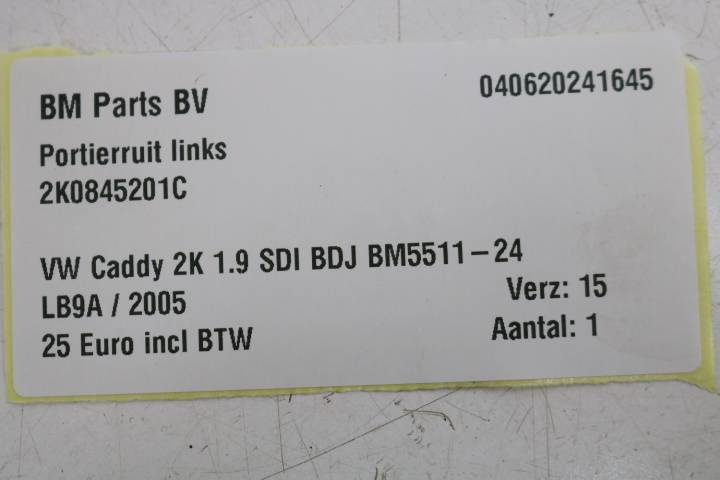 BM Parts BV
040620241645
Portierruit links
2K0845201C
VW Caddy 2K 1.9 SDI BDJ BM5511-24
LB9A / 2005
Verz: 15
25 Euro incl BTW
Aantal: 1